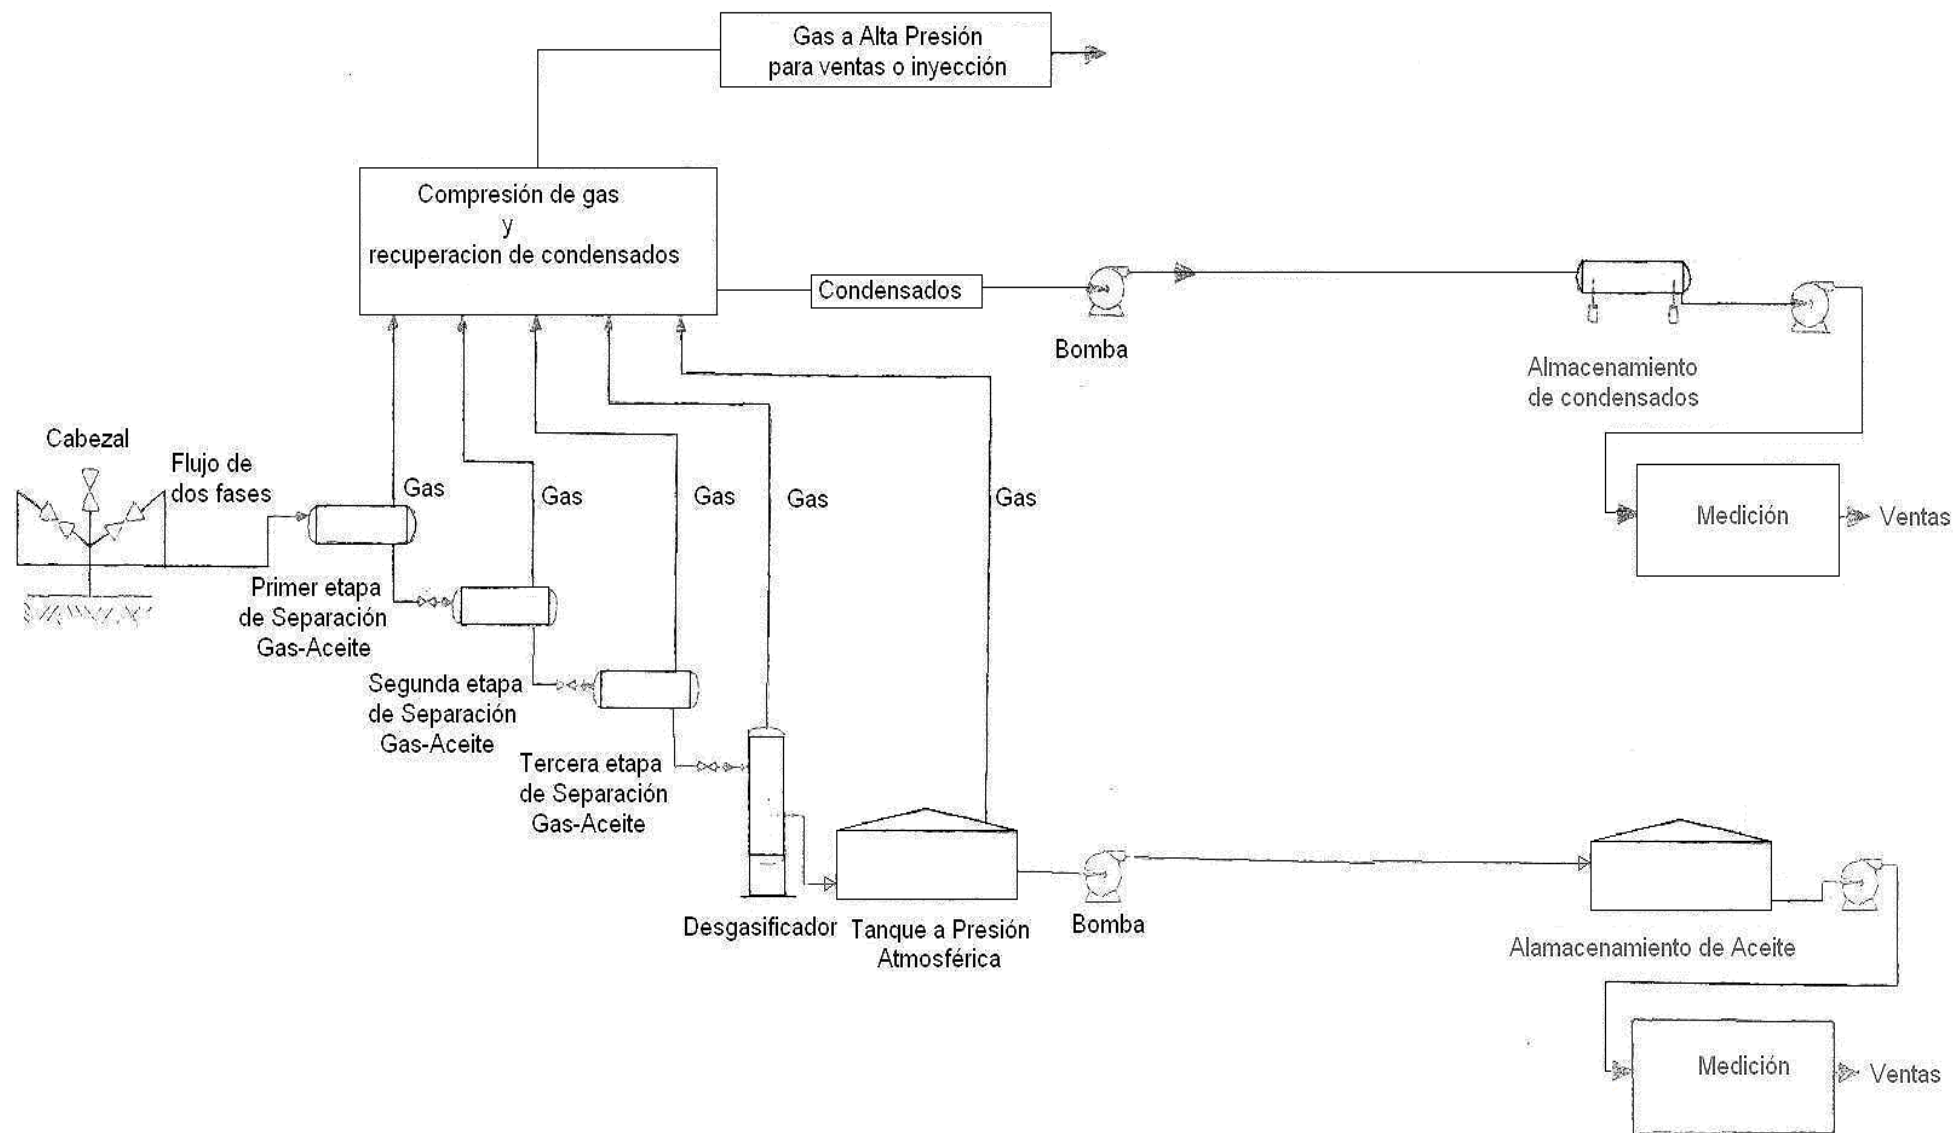 Gas a Alta Presión
para ventas o inyección
Compresión de gas
y
recuperacion de condensados
Condensados
Bomba
Almacenamiento
de condensados
Medición
Ventas
Cabezal
Flujo de
dos fases
Gas
Gas
Gas
Gas
Gas
Primer etapa
de Separación
Gas-Aceite
Segunda etapa
de Separación
Gas-Aceite
Tercera etapa
de Separación
Gas-Aceite
Desgasificador
Tanque a Presión
Atmosférica
Bomba
Alamacenamiento de Aceite
Medición
Ventas